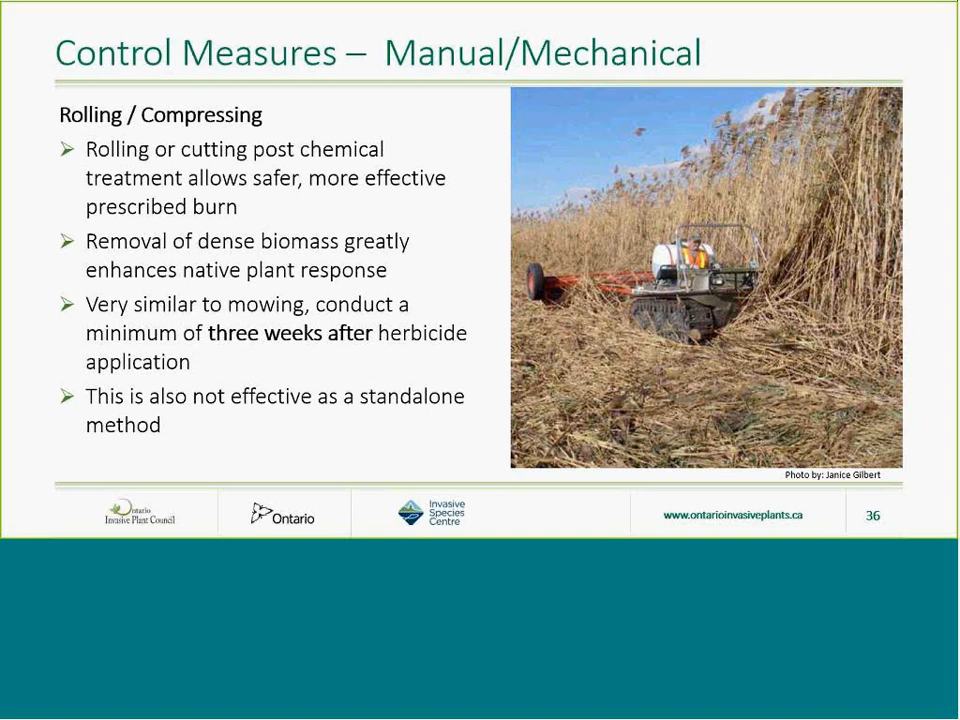 Control Measures – Manual/Mechanical
Rolling / Compressing
➢ Rolling or cutting post chemical
treatment allows safer, more effective
prescribed burn
➢ Removal of dense biomass greatly
enhances native plant response
➢ Very similar to mowing, conduct a
minimum of three weeks after herbicide
application
➢ This is also not effective as a standalone
method
Photo by: Janice Gilbert
Ontario
Invasive Plant Council
Ontario
Invasive
Species
Centre
www.ontarioinvasiveplants.ca
36